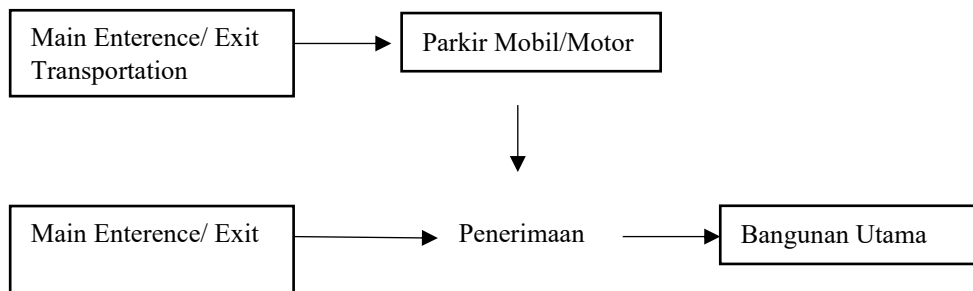 Main Enterence/ Exit
Transportation
Parkir Mobil/Motor
Main Enterence/ Exit
Penerimaan
Bangunan Utama